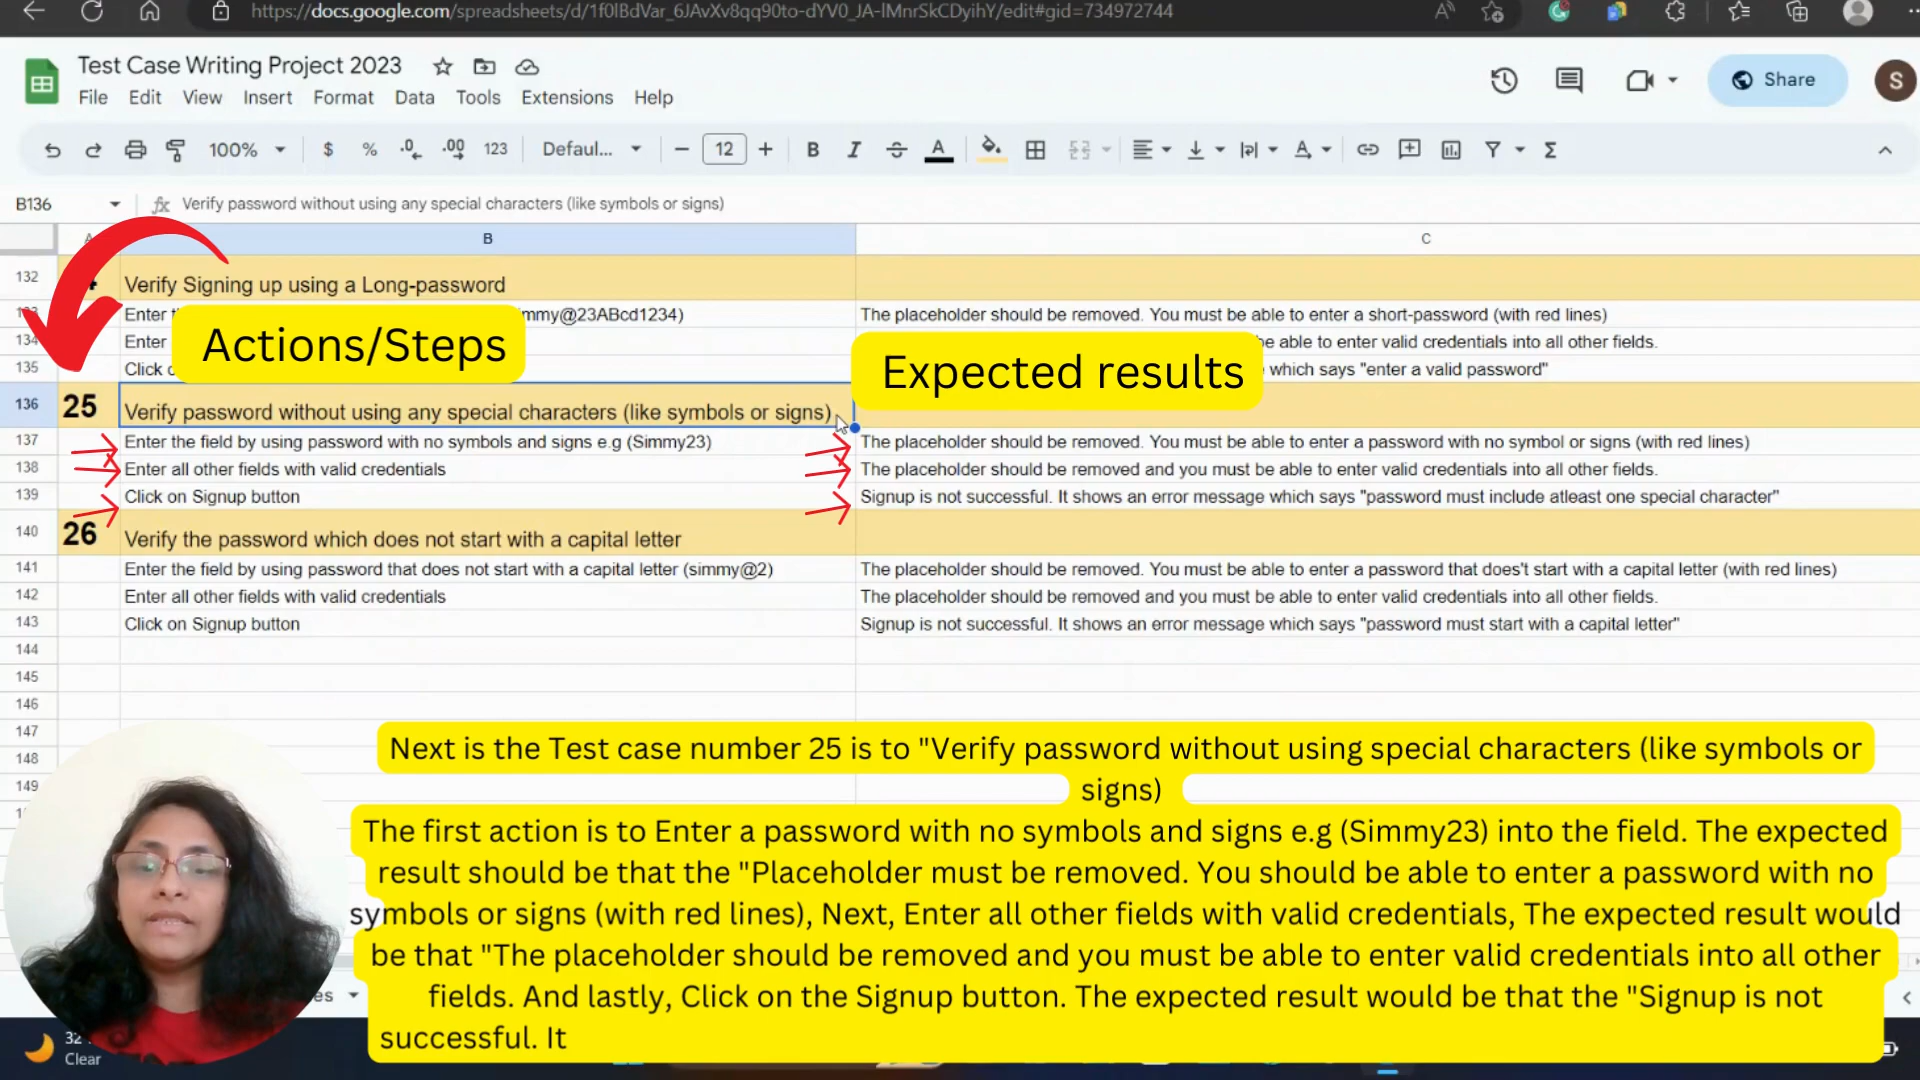 https://docs.google.com/spreadsheets/d/1f0lBdVar_6JAvXv8qq90to-dYV0_JA-lMnrSkCDyihY/edit#gid=734972744
Test Case Writing Project 2023
File Edit View Insert Format Data Tools Extensions Help
Share
S
100% $ % .0 .00 123 Defaul... 12 B I A
B136 fx Verify password without using any special characters (like symbols or signs)
B C
132 Verify Signing up using a Long-password
Enter mmy@23ABcd1234) The placeholder should be removed. You must be able to enter a short-password (with red lines)
134 Enter be able to enter valid credentials into all other fields.
135 Click which says "enter a valid password"
Actions/Steps
Expected results
136 25 Verify password without using any special characters (like symbols or signs)
137 Enter the field by using password with no symbols and signs e.g (Simmy23) The placeholder should be removed. You must be able to enter a password with no symbol or signs (with red lines)
138 Enter all other fields with valid credentials The placeholder should be removed and you must be able to enter valid credentials into all other fields.
139 Click on Signup button Signup is not successful. It shows an error message which says "password must include atleast one special character"
140 26 Verify the password which does not start with a capital letter
141 Enter the field by using password that does not start with a capital letter (simmy@2) The placeholder should be removed. You must be able to enter a password that does't start with a capital letter (with red lines)
142 Enter all other fields with valid credentials The placeholder should be removed and you must be able to enter valid credentials into all other fields.
143 Click on Signup button Signup is not successful. It shows an error message which says "password must start with a capital letter"
144
145
146
147
148
149
Next is the Test case number 25 is to "Verify password without using special characters (like symbols or
signs)
The first action is to Enter a password with no symbols and signs e.g (Simmy23) into the field. The expected
result should be that the "Placeholder must be removed. You should be able to enter a password with no
symbols or signs (with red lines), Next, Enter all other fields with valid credentials, The expected result would
be that "The placeholder should be removed and you must be able to enter valid credentials into all other
fields. And lastly, Click on the Signup button. The expected result would be that the "Signup is not
successful. It
32
Clear